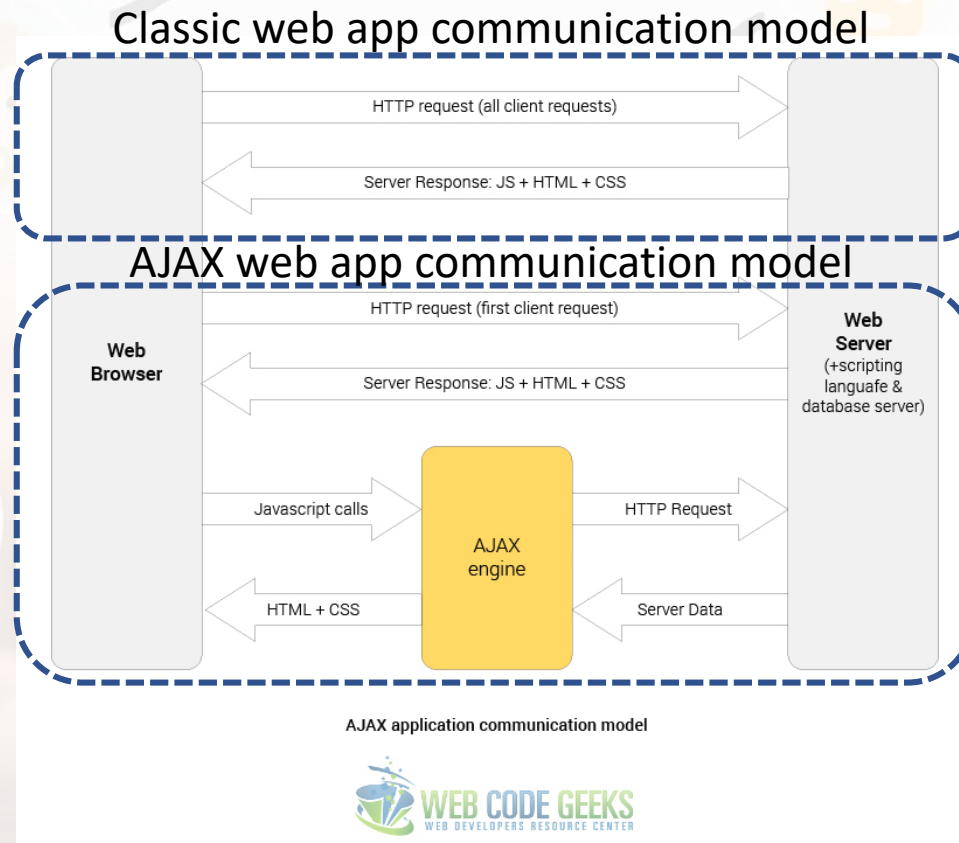 Classic web app communication model
HTTP request (all client requests)
Server Response: JS + HTML + CSS
AJAX web app communication model
HTTP request (first client request)
Web
Browser
Server Response: JS + HTML + CSS
Web
Server
(+scripting
languafe &
database server)
Javascript calls
AJAX
engine
HTTP Request
HTML + CSS
Server Data
AJAX application communication model
WEB CODE GEEKS
WEB DEVELOPERS RESOURCE CENTER